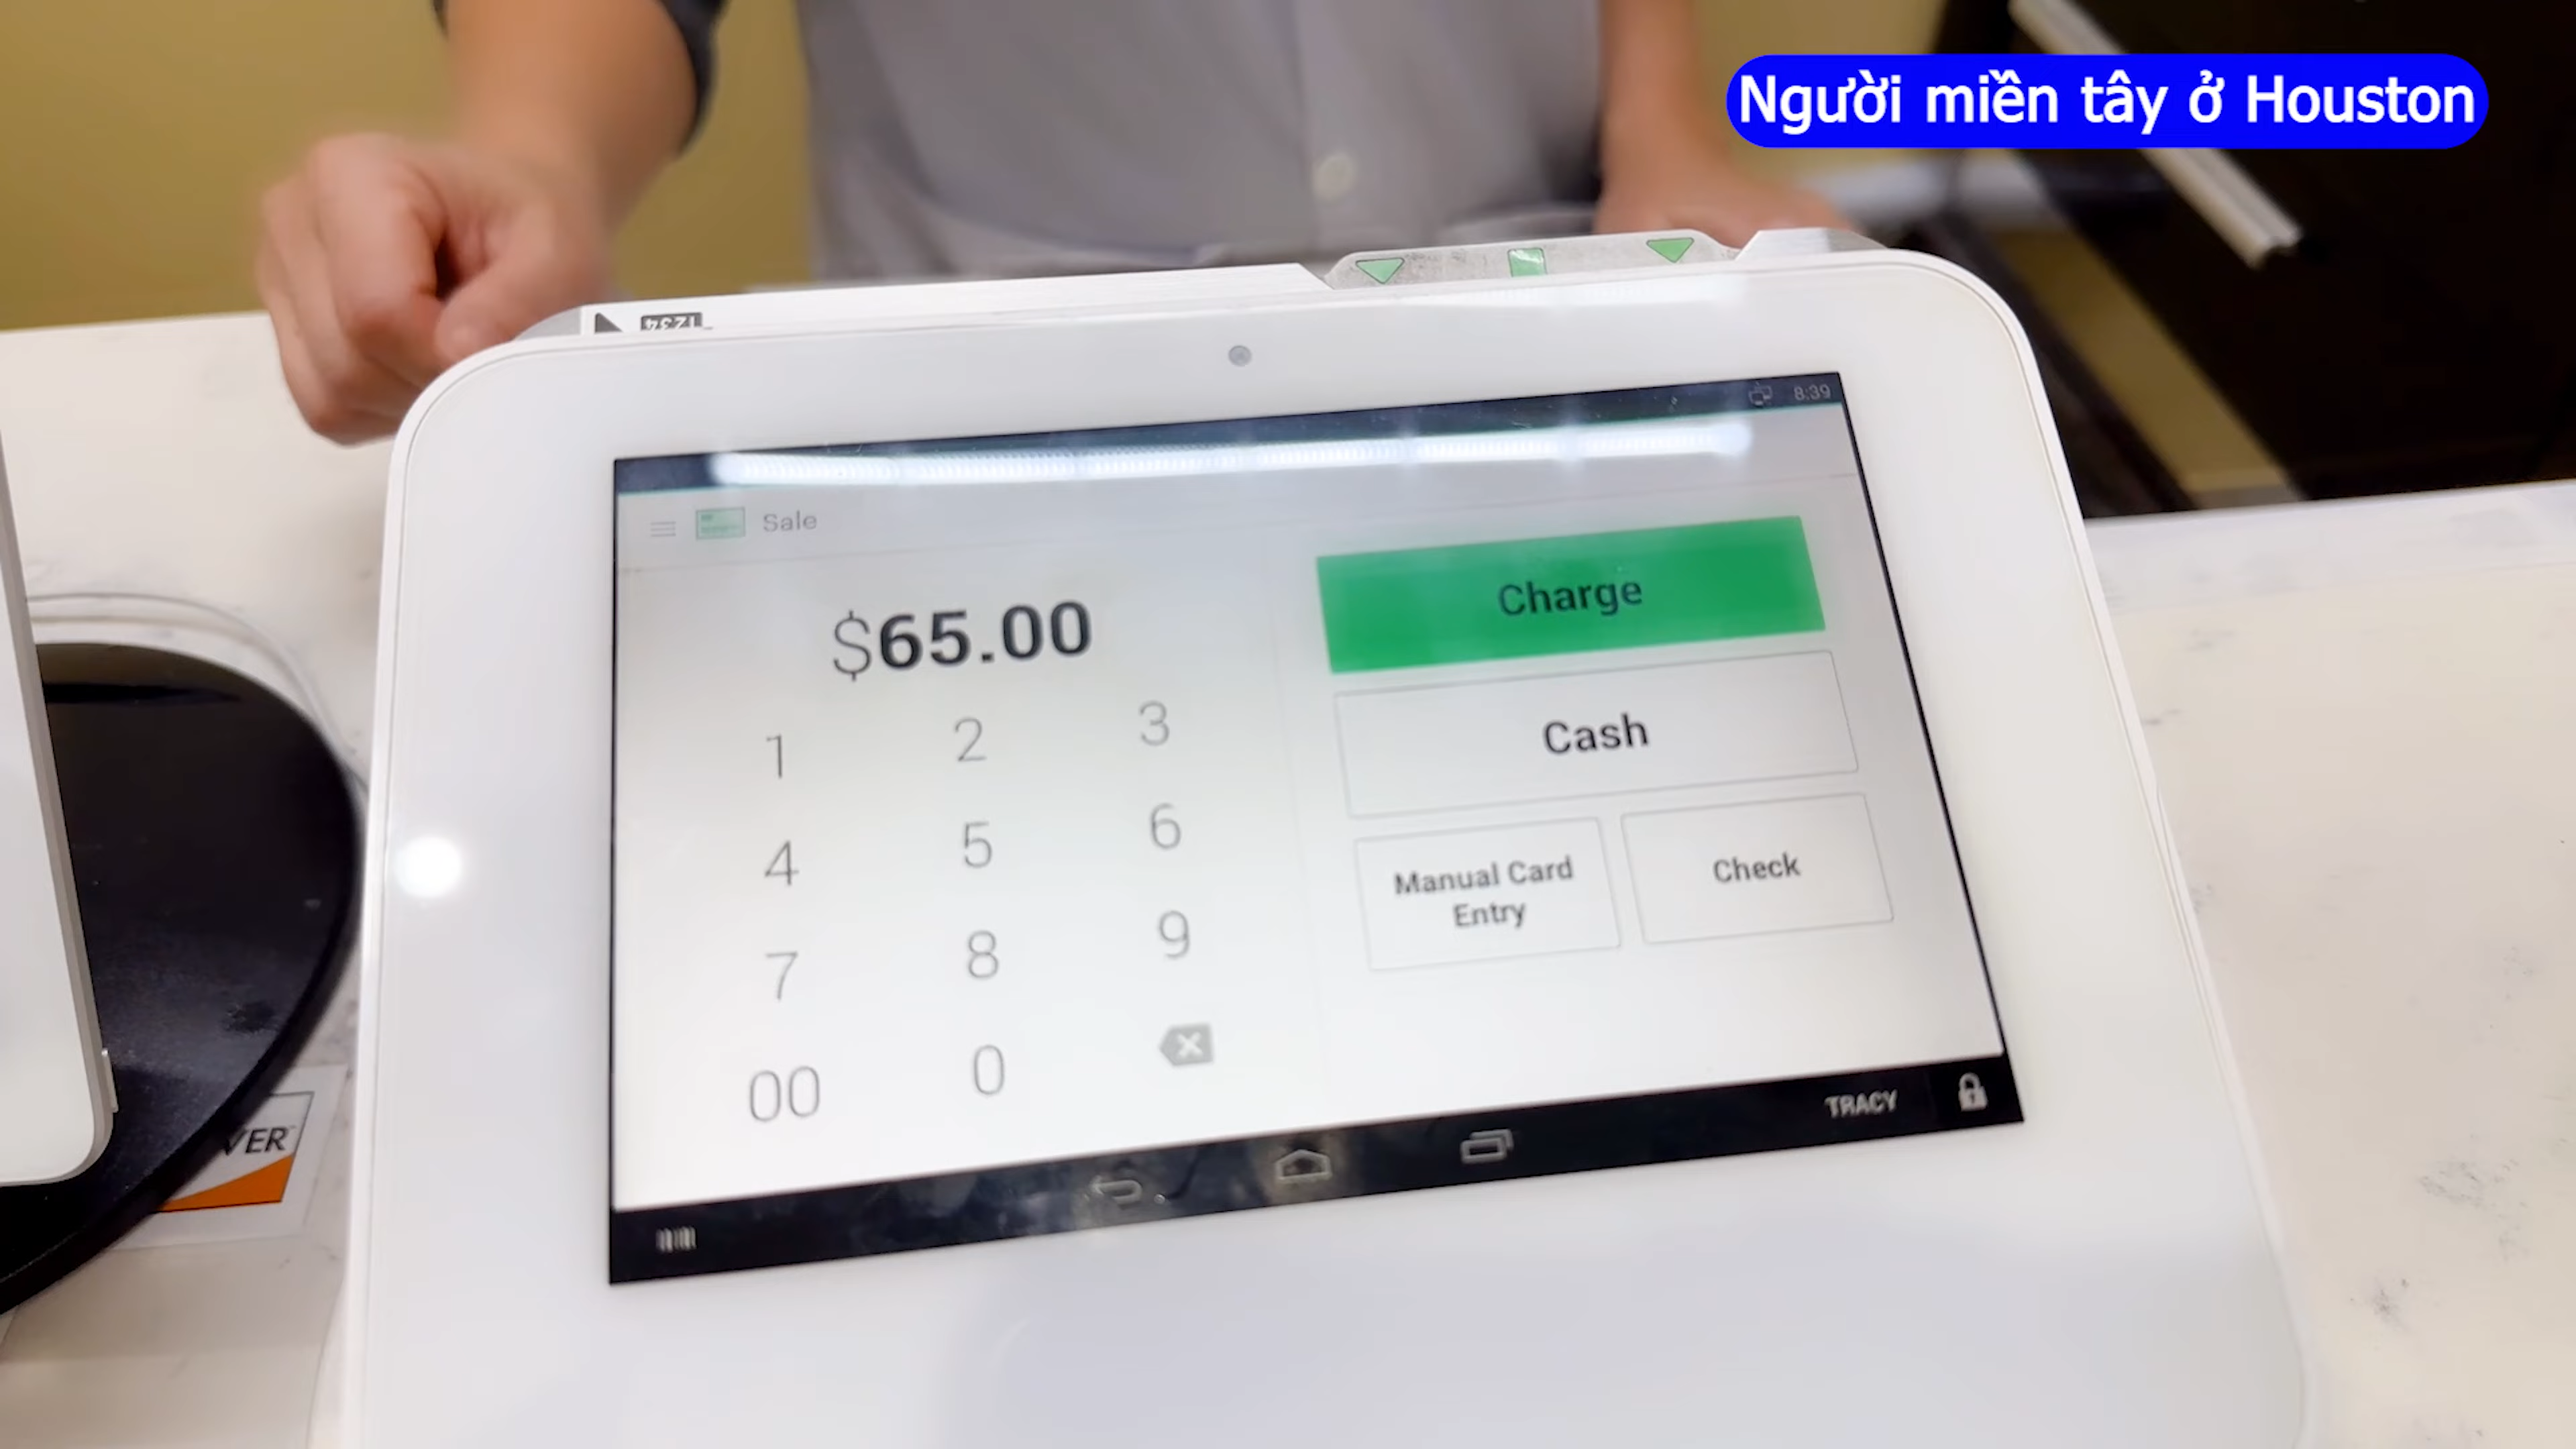 Người miền tây ở Houston
1234
8:39
Sale
$65.00
Charge
Cash
Manual Card
Entry
Check
1 2 3
4 5 6
7 8 9
00 0
TRACY
VER